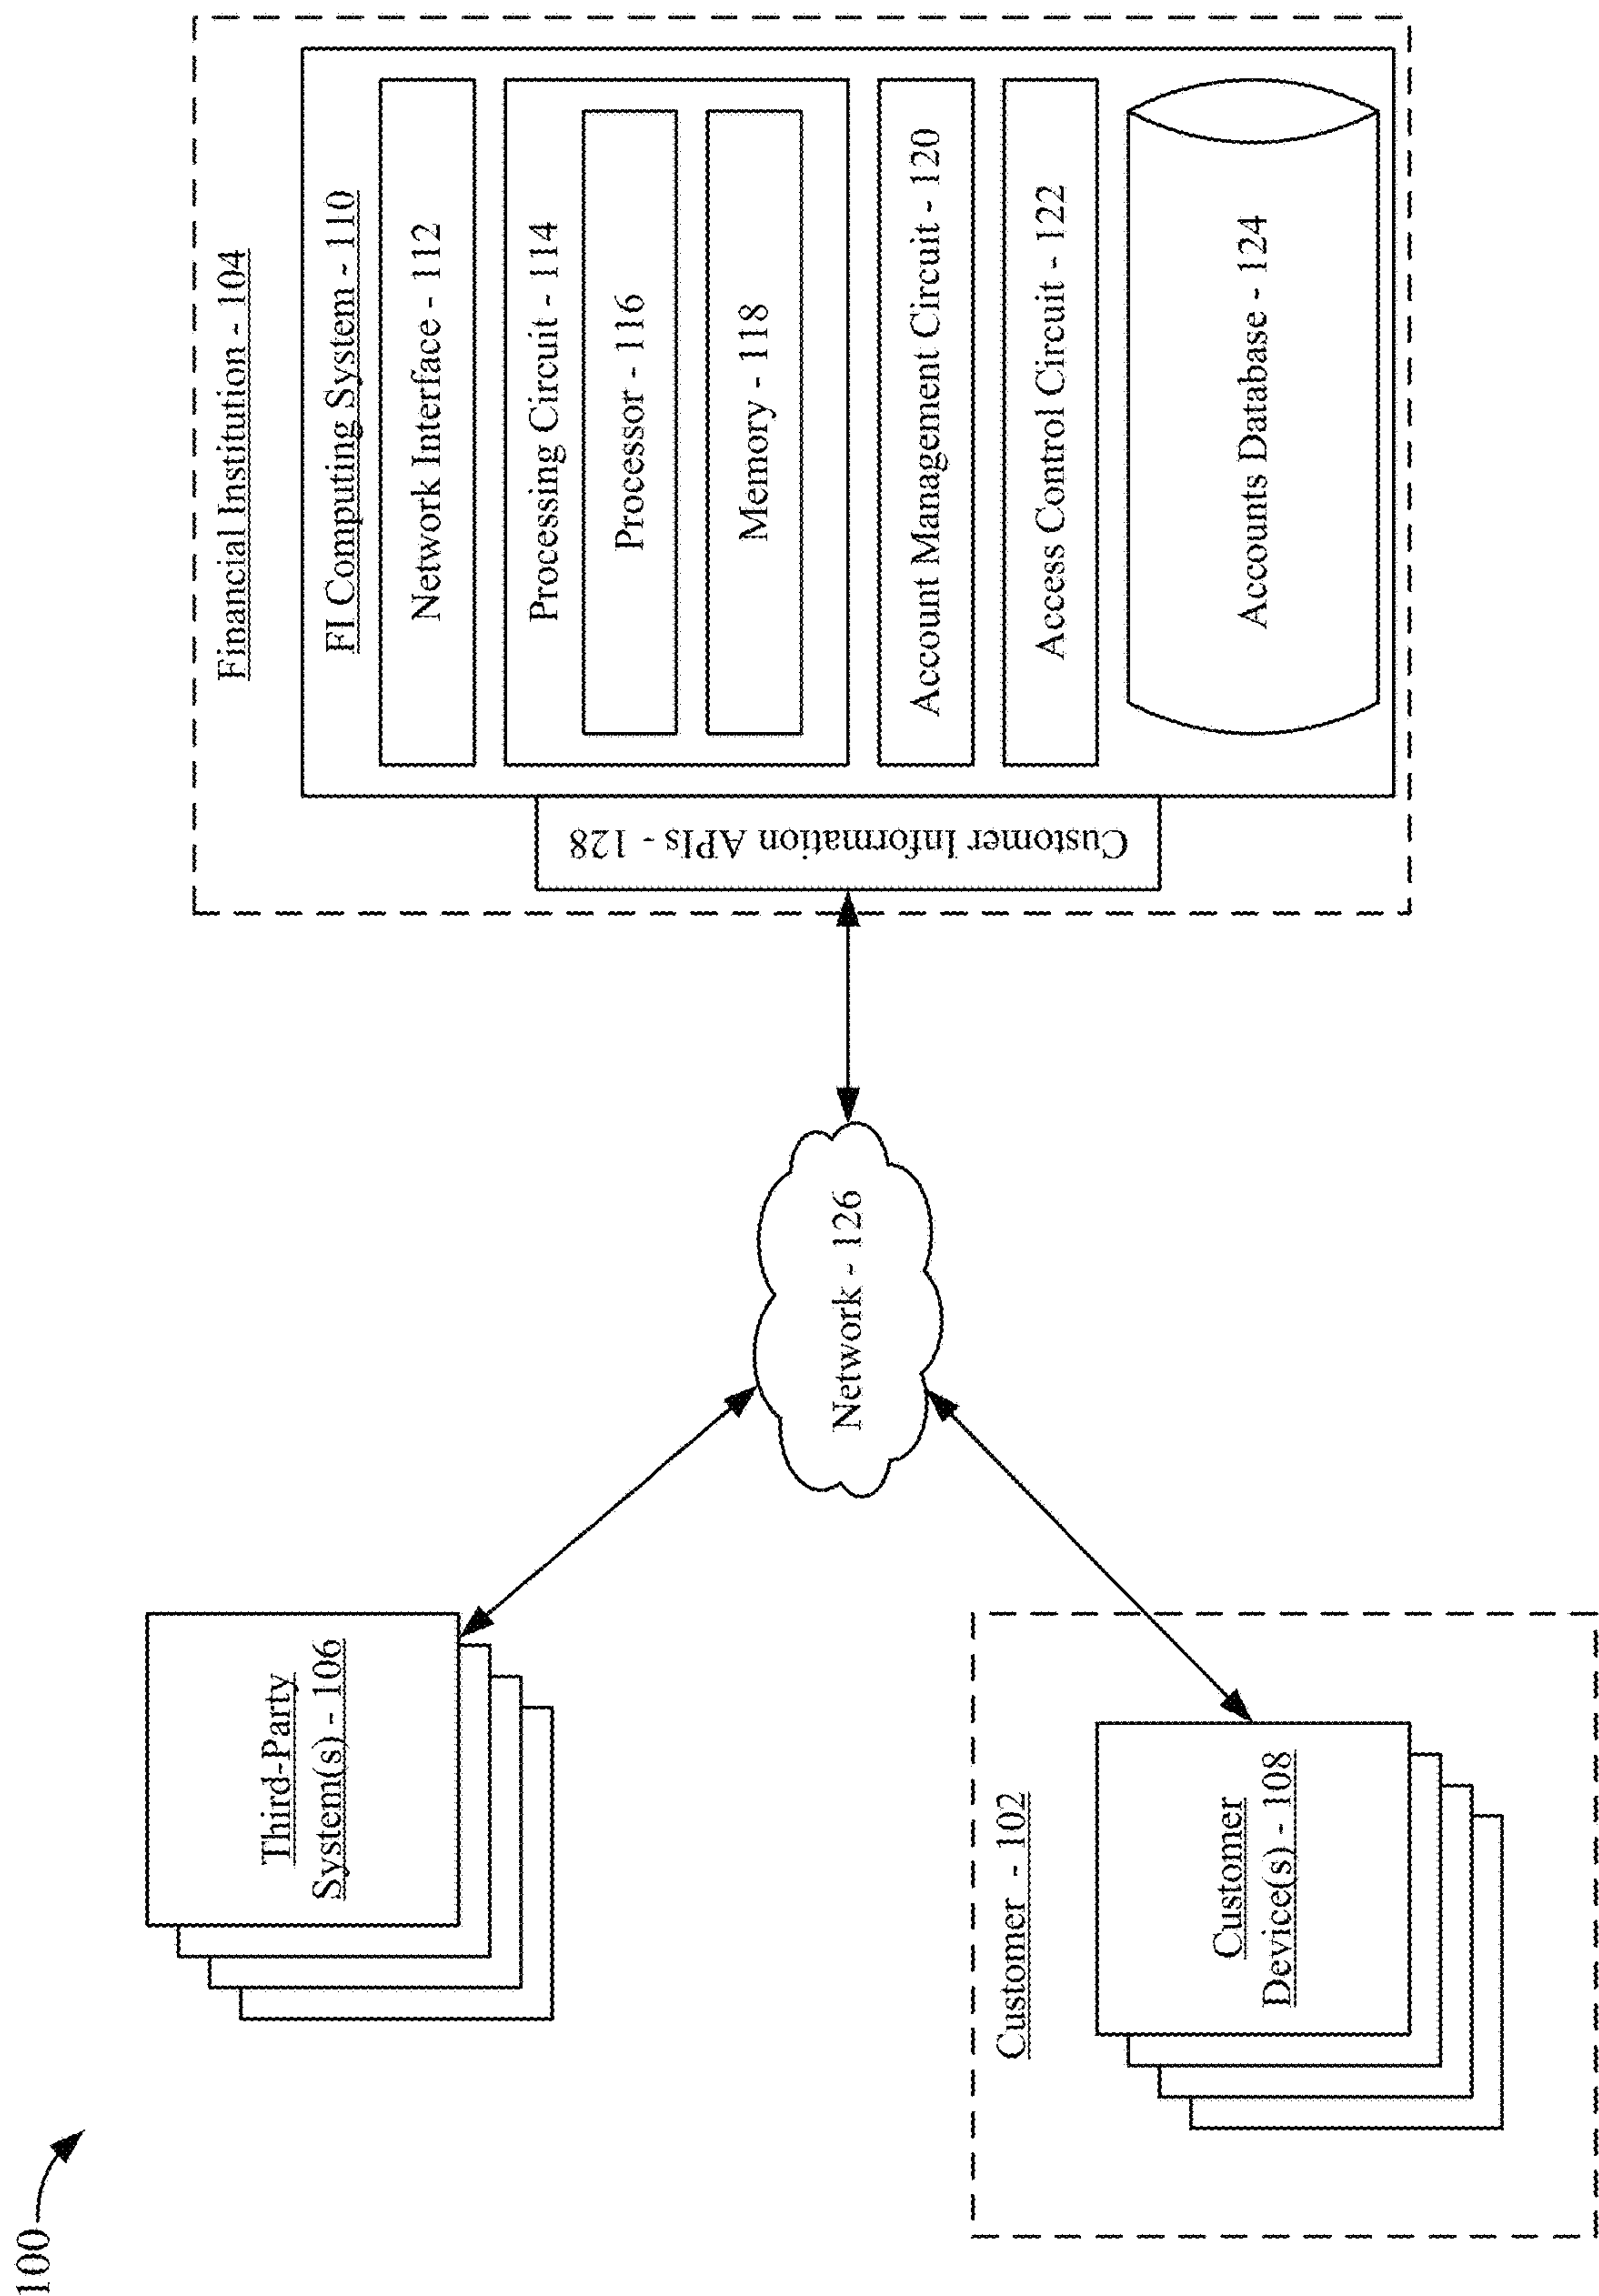 100
Third-Party
System(s) - 106
Customer - 102
Customer
Device(s) - 108
Network - 126
Financial Institution - 104
Customer Information APIs - 128
FI Computing System - 110
Network Interface - 112
Processing Circuit - 114
Processor - 116
Memory - 118
Account Management Circuit - 120
Access Control Circuit - 122
Accounts Database - 124